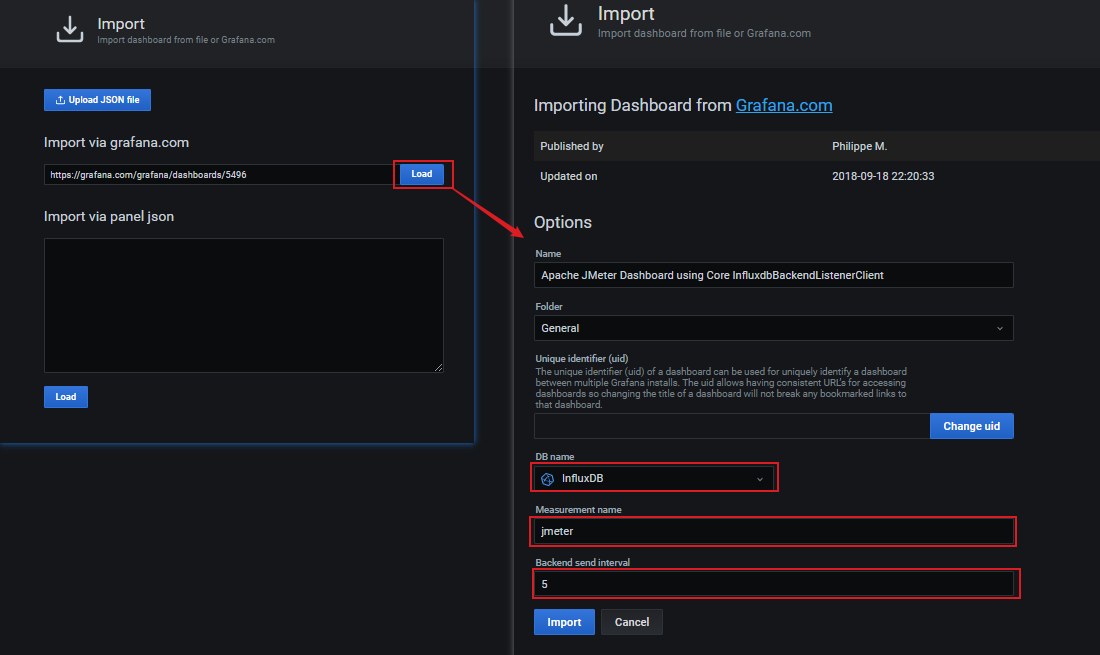 Import
Import dashboard from file or Grafana.com
Upload JSON file
Import via grafana.com
https://grafana.com/grafana/dashboards/5496
Load
Import via panel json
Load
Import
Import dashboard from file or Grafana.com
Importing Dashboard from Grafana.com
Published by
Philippe M.
Updated on
2018-09-18 22:20:33
Options
Name
Apache JMeter Dashboard using Core InfluxdbBackendListenerClient
Folder
General
Unique identifier (uid)
The unique identifier (uid) of a dashboard can be used for uniquely identify a dashboard
between multiple Grafana installs. The uid allows having consistent URL's for accessing
dashboards so changing the title of a dashboard will not break any bookmarked links to
that dashboard.
Change uid
DB name
InfluxDB
Measurement name
jmeter
Backend send interval
5
Import
Cancel